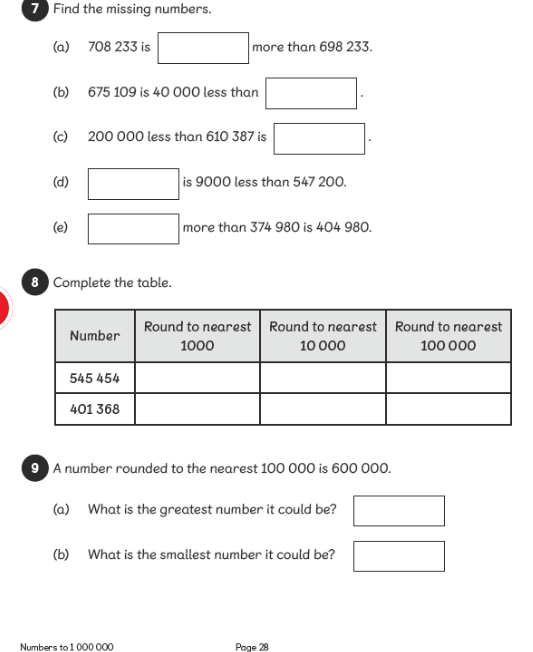 7 Find the missing numbers.
(a) 708 233 is more than 698 233.
(b) 675 109 is 40 000 less than .
(c) 200 000 less than 610 387 is .
(d) is 9000 less than 547 200.
(e) more than 374 980 is 404 980.
8 Complete the table.
Number
Round to nearest
1000
Round to nearest
10 000
Round to nearest
100 000
545 454
401 368
9 A number rounded to the nearest 100 000 is 600 000.
(a) What is the greatest number it could be?
(b) What is the smallest number it could be?
Numbers to 1 000 000 Page 28